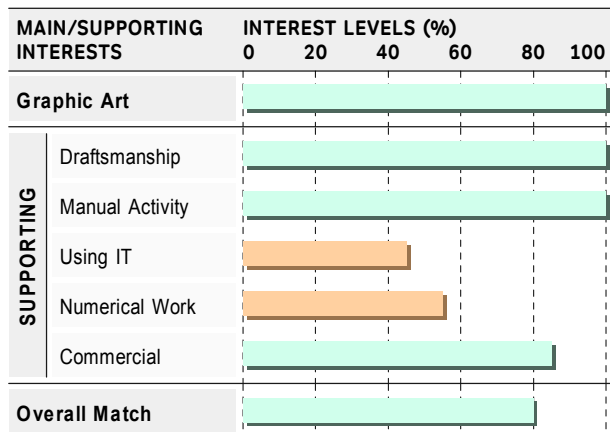 MAIN/SUPPORTING INTERESTS LEVELS (%)
INTERESTS 0 20 40 60 80 100
Graphic Art
SUPPORTING
Draftsmanship
Manual Activity
Using IT
Numerical Work
Commercial
Overall Match